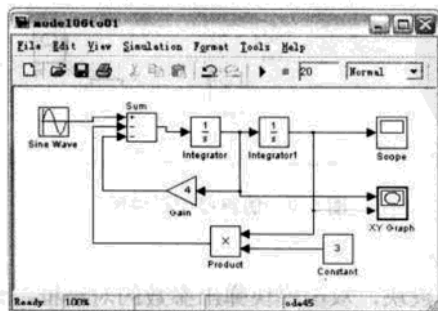 mode106to01
File Edit View Simulation Format Tools Help
20 Normal
Sine Wave
Sum
+
-
-
1/s
Integrator
1/s
Integrator1
Scope
XY Graph
4
Gain
×
Product
3
Constant
Ready 100% ode45